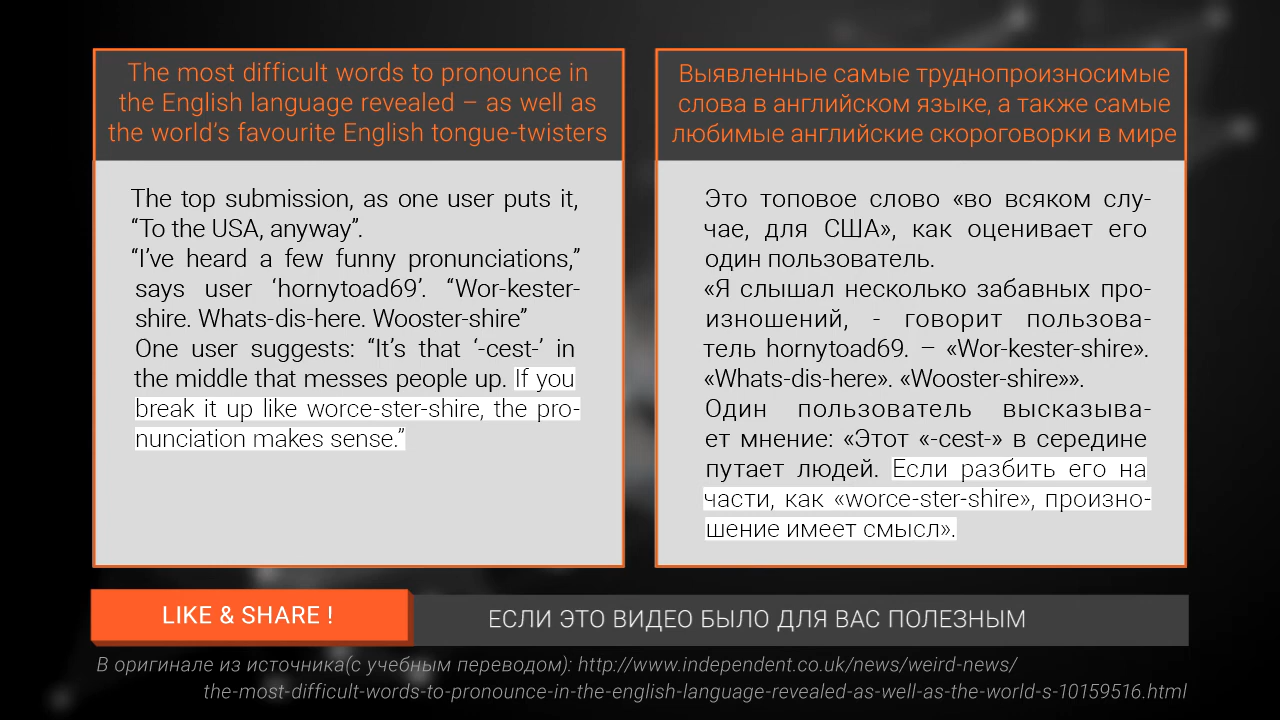 The most difficult words to pronounce in
the English language revealed – as well as
the world's favourite English tongue-twisters
The top submission, as one user puts it,
“To the USA, anyway”.
“I've heard a few funny pronunciations,”
says user ‘hornytoad69’. “Wor-kester-
shire. Whats-dis-here. Wooster-shire”
One user suggests: “It's that ‘-cest-’ in
the middle that messes people up. If you
break it up like worce-ster-shire, the pro-
nunciation makes sense.”
Выявленные самые труднопроизносимые
слова в английском языке, а также самые
любимые английские скороговорки в мире
Это топовое слово «во всяком слу-
чае, для США», как оценивает его
один пользователь.
«Я слышал несколько забавных про-
изношений, - говорит пользова-
тель hornytoad69. – «Wor-kester-shire».
«Whats-dis-here». «Wooster-shire»».
Один пользователь высказыва-
ет мнение: «Этот «-cest-» в середине
путает людей. Если разбить его на
части, как «worce-ster-shire», произно-
шение имеет смысл».
LIKE & SHARE !
ЕСЛИ ЭТО ВИДЕО БЫЛО ДЛЯ ВАС ПОЛЕЗНЫМ
В оригинале из источника(с учебным переводом): http://www.independent.co.uk/news/weird-news/
the-most-difficult-words-to-pronounce-in-the-english-language-revealed-as-well-as-the-world-s-10159516.html